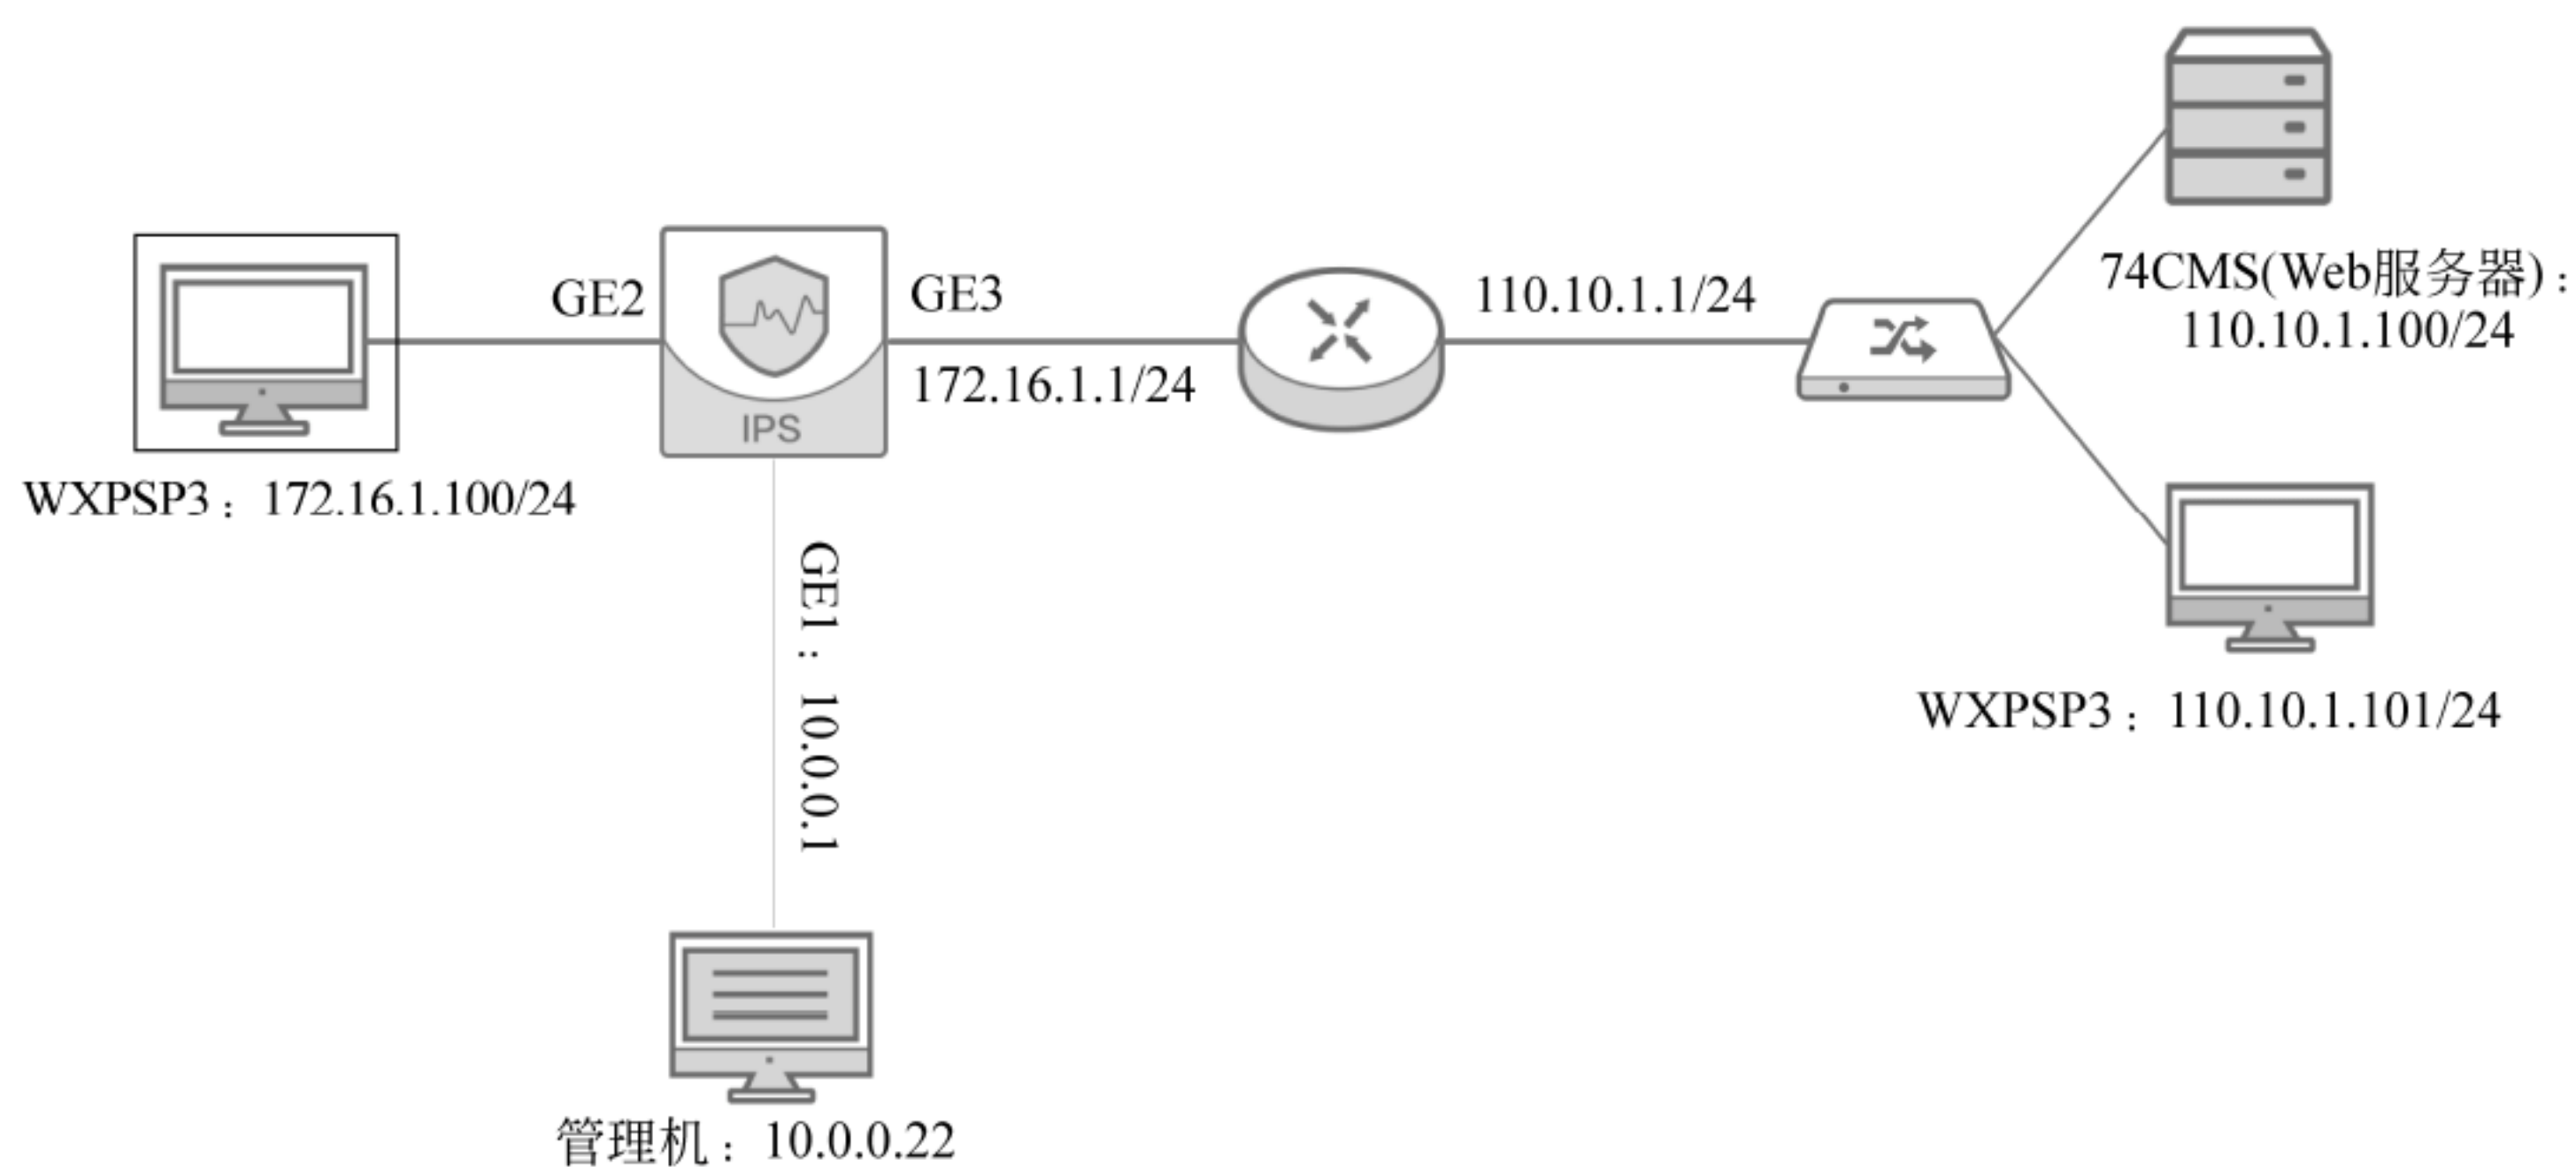 GE2
GE3
172.16.1.1/24
IPS
WXPSP3：172.16.1.100/24
110.10.1.1/24
74CMS(Web服务器)：
110.10.1.100/24
WXPSP3：110.10.1.101/24
GE1：10.0.0.1
管理机：10.0.0.22